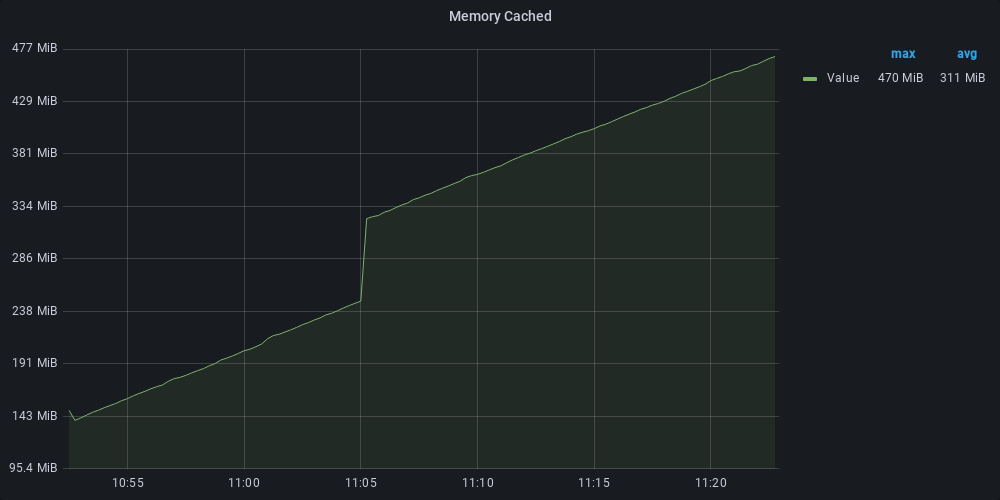 Memory Cached
477 MiB
429 MiB
381 MiB
334 MiB
286 MiB
238 MiB
191 MiB
143 MiB
95.4 MiB
10:55 11:00 11:05 11:10 11:15 11:20
max avg
Value 470 MiB 311 MiB